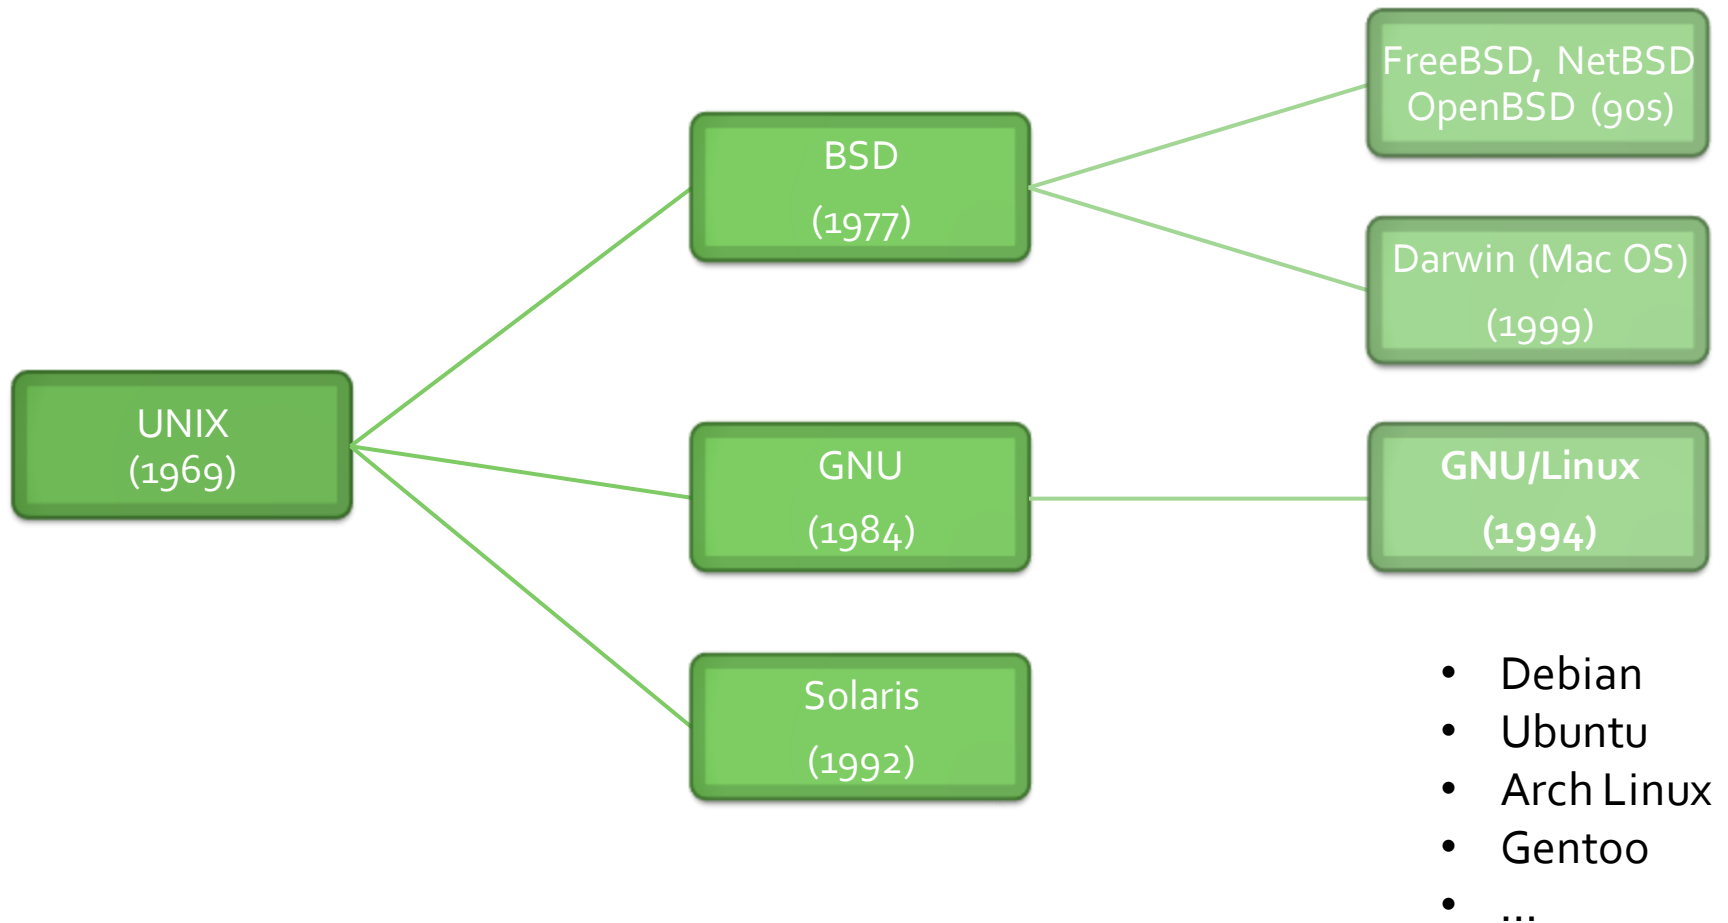 UNIX
(1969)
BSD
(1977)
GNU
(1984)
Solaris
(1992)
FreeBSD, NetBSD
OpenBSD (90s)
Darwin (Mac OS)
(1999)
GNU/Linux
(1994)
• Debian
• Ubuntu
• Arch Linux
• Gentoo
• ...